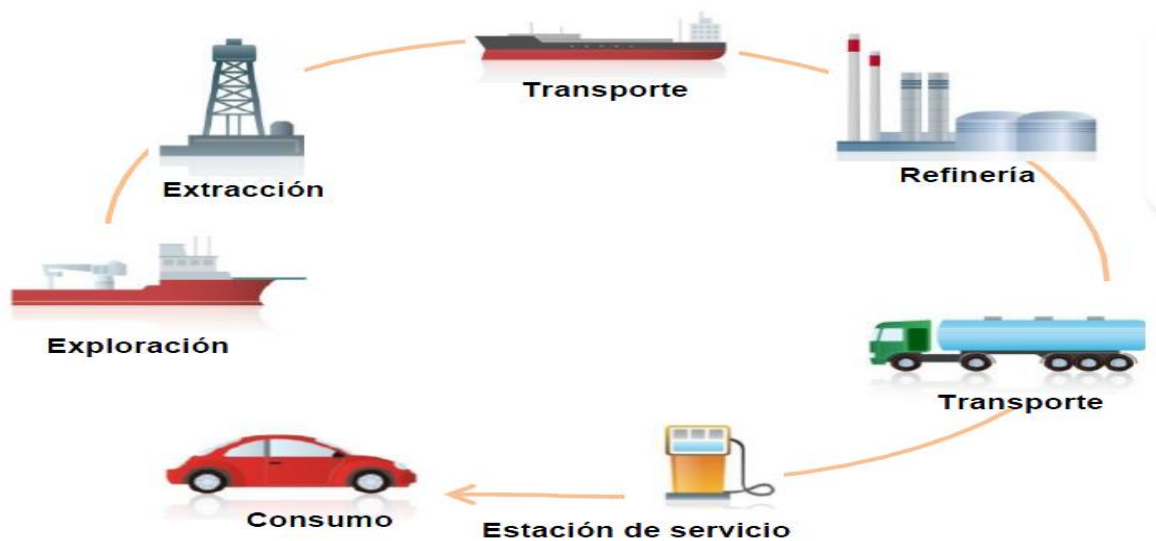 Transporte
Extracción
Refinería
Exploración
Transporte
Consumo
Estación de servicio